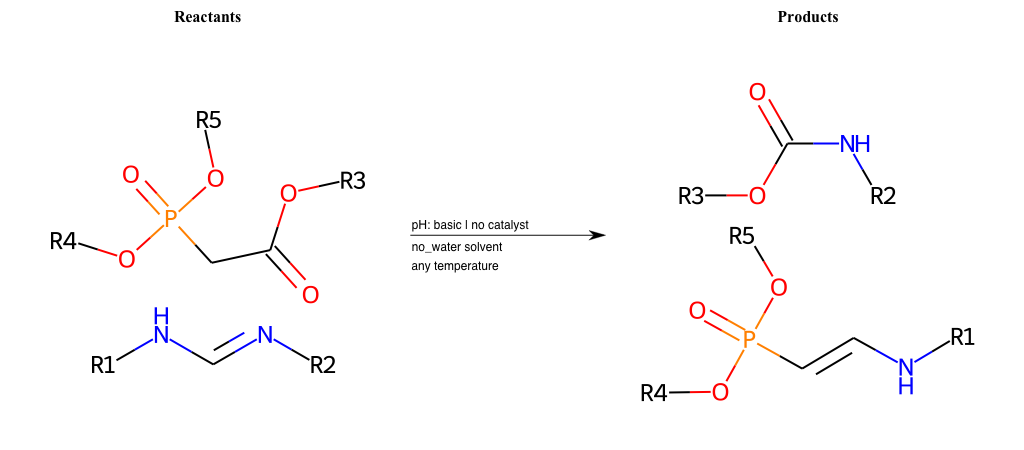 Reactants
Products
R5
O
O
P
O
R4
O
R3
O
H
N
R1
N
R2
pH: basic | no catalyst
no_water solvent
any temperature
O
NH
R3
O
R2
R5
O
O
P
O
R4
N
H
R1